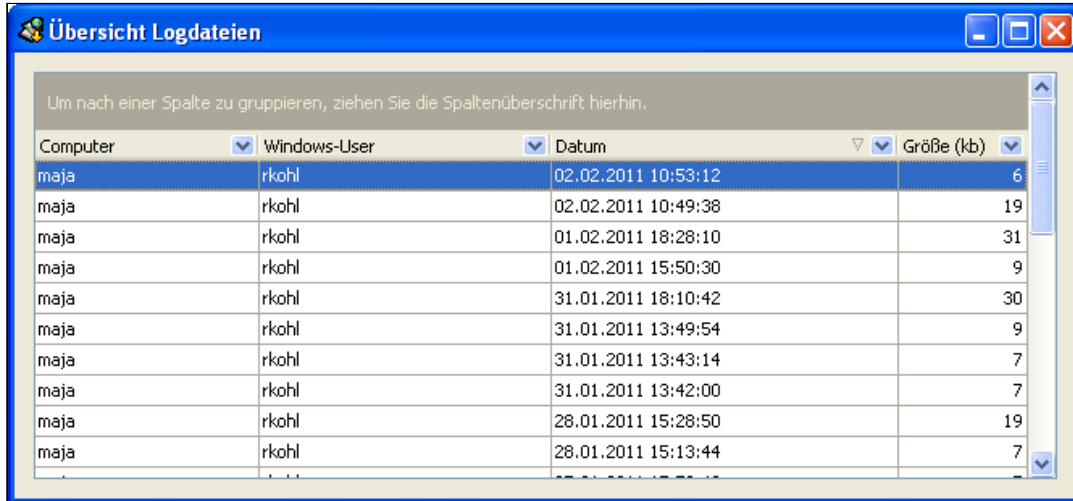 Übersicht Logdateien
Um nach einer Spalte zu gruppieren, ziehen Sie die Spaltenüberschrift hierhin.
Computer Windows-User Datum Größe (kb)
maja rkohl 02.02.2011 10:53:12 6
maja rkohl 02.02.2011 10:49:38 19
maja rkohl 01.02.2011 18:28:10 31
maja rkohl 01.02.2011 15:50:30 9
maja rkohl 31.01.2011 18:10:42 30
maja rkohl 31.01.2011 13:49:54 9
maja rkohl 31.01.2011 13:43:14 7
maja rkohl 31.01.2011 13:42:00 7
maja rkohl 28.01.2011 15:28:50 19
maja rkohl 28.01.2011 15:13:44 7